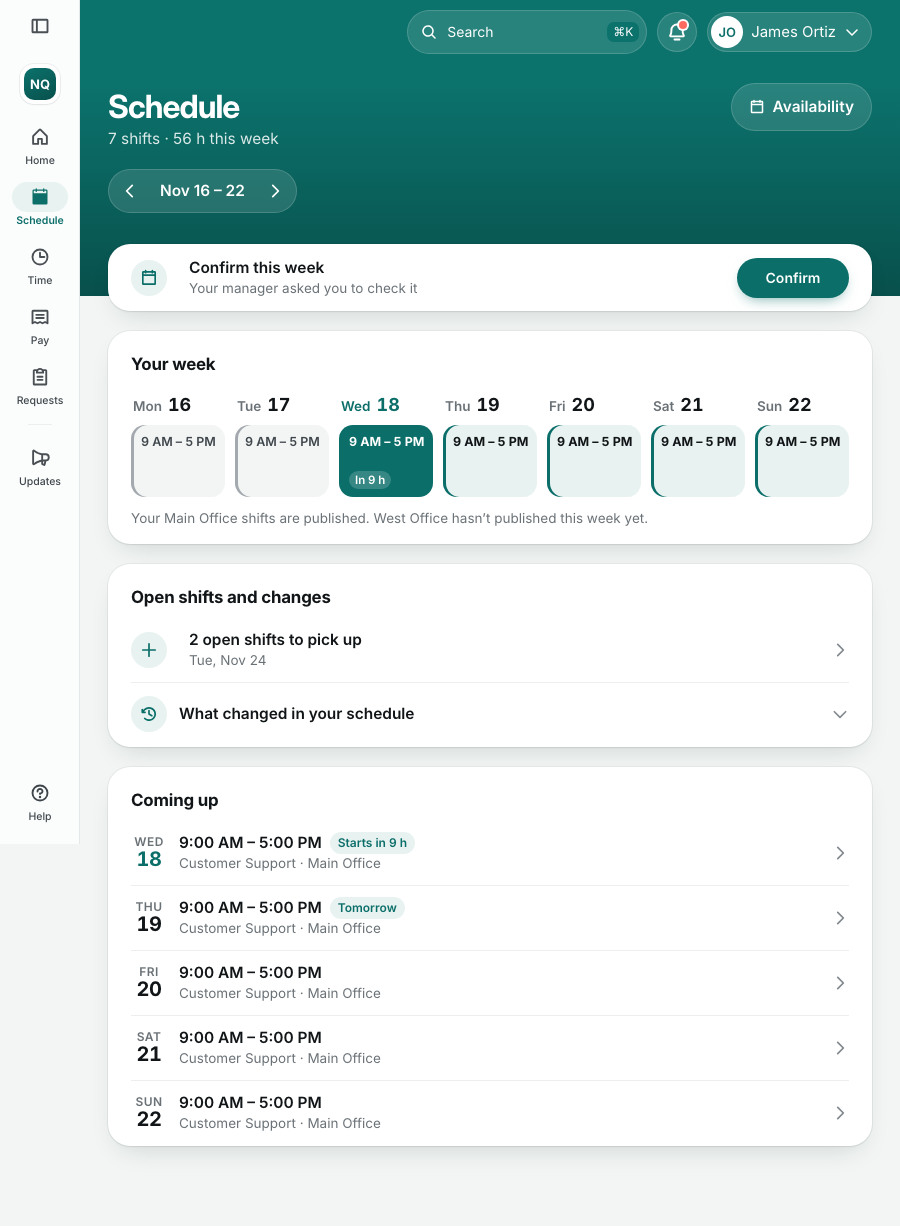 Search
⌘K
JO
James Ortiz
NQ
Home
Schedule
Time
Pay
Requests
Updates
Help
Schedule
7 shifts · 56 h this week
Availability
Nov 16 – 22
Confirm this week
Your manager asked you to check it
Confirm
Your week
Mon 16 Tue 17 Wed 18 Thu 19 Fri 20 Sat 21 Sun 22
9 AM – 5 PM 9 AM – 5 PM 9 AM – 5 PM 9 AM – 5 PM 9 AM – 5 PM 9 AM – 5 PM 9 AM – 5 PM
In 9 h
Your Main Office shifts are published. West Office hasn’t published this week yet.
Open shifts and changes
2 open shifts to pick up
Tue, Nov 24
What changed in your schedule
Coming up
WED
18
9:00 AM – 5:00 PM Starts in 9 h
Customer Support · Main Office
THU
19
9:00 AM – 5:00 PM Tomorrow
Customer Support · Main Office
FRI
20
9:00 AM – 5:00 PM
Customer Support · Main Office
SAT
21
9:00 AM – 5:00 PM
Customer Support · Main Office
SUN
22
9:00 AM – 5:00 PM
Customer Support · Main Office